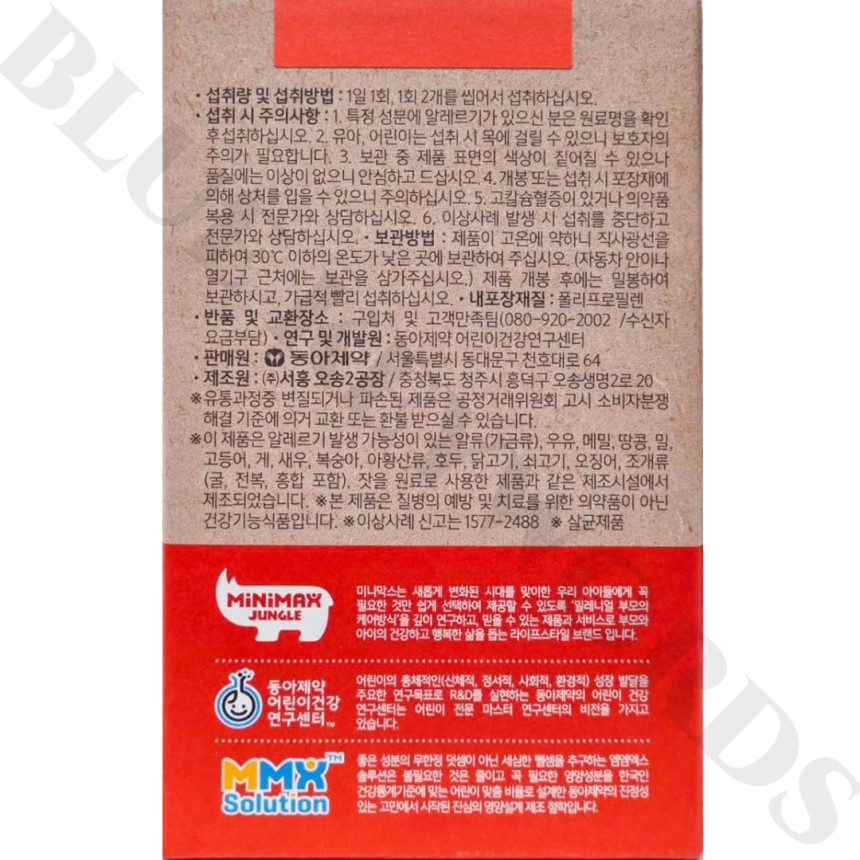 • 섭취량 및 섭취방법 : 1일 1회, 1회 2개를 씹어서 섭취하십시오.
• 섭취 시 주의사항 : 1. 특정 성분에 알레르기가 있으신 분은 원료명을 확인
후 섭취하십시오. 2. 유아, 어린이는 섭취 시 목에 걸릴 수 있으니 보호자의
주의가 필요합니다. 3. 보관 중 제품 표면의 색상이 짙어질 수 있으나
품질에는 이상이 없으니 안심하고 드십시오. 4. 개봉 또는 섭취 시 포장재에
의해 상처를 입을 수 있으니 주의하십시오. 5. 고칼슘혈증이 있거나 의약품
복용 시 전문가와 상담하십시오. 6. 이상사례 발생 시 섭취를 중단하고
전문가와 상담하십시오. • 보관방법 : 제품이 고온에 약하니 직사광선을
피하여 30℃ 이하의 온도가 낮은 곳에 보관하여 주십시오. (자동차 안이나
열기구 근처에는 보관을 삼가주십시오.) 제품 개봉 후에는 밀봉하여
보관하시고, 가급적 빨리 섭취하십시오. • 내포장재질 : 폴리프로필렌
• 반품 및 교환장소 : 구입처 및 고객만족팀(080-920-2002 /수신자
요금부담) • 연구 및 개발원 : 동아제약 어린이건강연구센터
• 판매원 : 동아제약 / 서울특별시 동대문구 천호대로 64
• 제조원 : ㈜서흥 오송2공장 / 충청북도 청주시 흥덕구 오송생명2로 20
※유통과정중 변질되거나 파손된 제품은 공정거래위원회 고시 소비자분쟁
해결 기준에 의거 교환 또는 환불 받으실 수 있습니다.
※이 제품은 알레르기 발생 가능성이 있는 알류(가금류), 우유, 메밀, 땅콩, 밀,
고등어, 게, 새우, 복숭아, 아황산류, 호두, 닭고기, 쇠고기, 오징어, 조개류
(굴, 전복, 홍합 포함), 잣을 원료로 사용한 제품과 같은 제조시설에서
제조되었습니다. ※본 제품은 질병의 예방 및 치료를 위한 의약품이 아닌
건강기능식품입니다. ※이상사례 신고는 1577-2488 ※ 살균제품
MiNiMAX
JUNGLE
미니막스는 새롭게 변화된 시대를 맞이한 우리 아이들에게 꼭
필요한 것만 쉽게 선택하여 제공할 수 있도록 '밀레니얼 부모의
케어방식'을 깊이 연구하고, 믿을 수 있는 제품과 서비스로 부모와
아이의 건강하고 행복한 삶을 돕는 라이프스타일 브랜드 입니다.
동아제약
어린이건강
연구센터™
어린이의 총체적인(신체적, 정서적, 사회적, 환경적) 성장 발달을
주요한 연구목표로 R&D를 실현하는 동아제약의 어린이 건강
연구센터는 어린이 전문 마스터 연구센터의 비전을 가지고
있습니다.
MMX™
Solution
좋은 성분의 무한정 덧셈이 아닌 세심한 뺄셈을 추구하는 엠엠엑스
솔루션은 불필요한 것은 줄이고 꼭 필요한 영양성분을 한국인
건강통계기준에 맞는 어린이 맞춤 비율로 설계한 동아제약의 진정성
있는 고민에서 시작된 진심의 영양설계 제조 철학입니다.